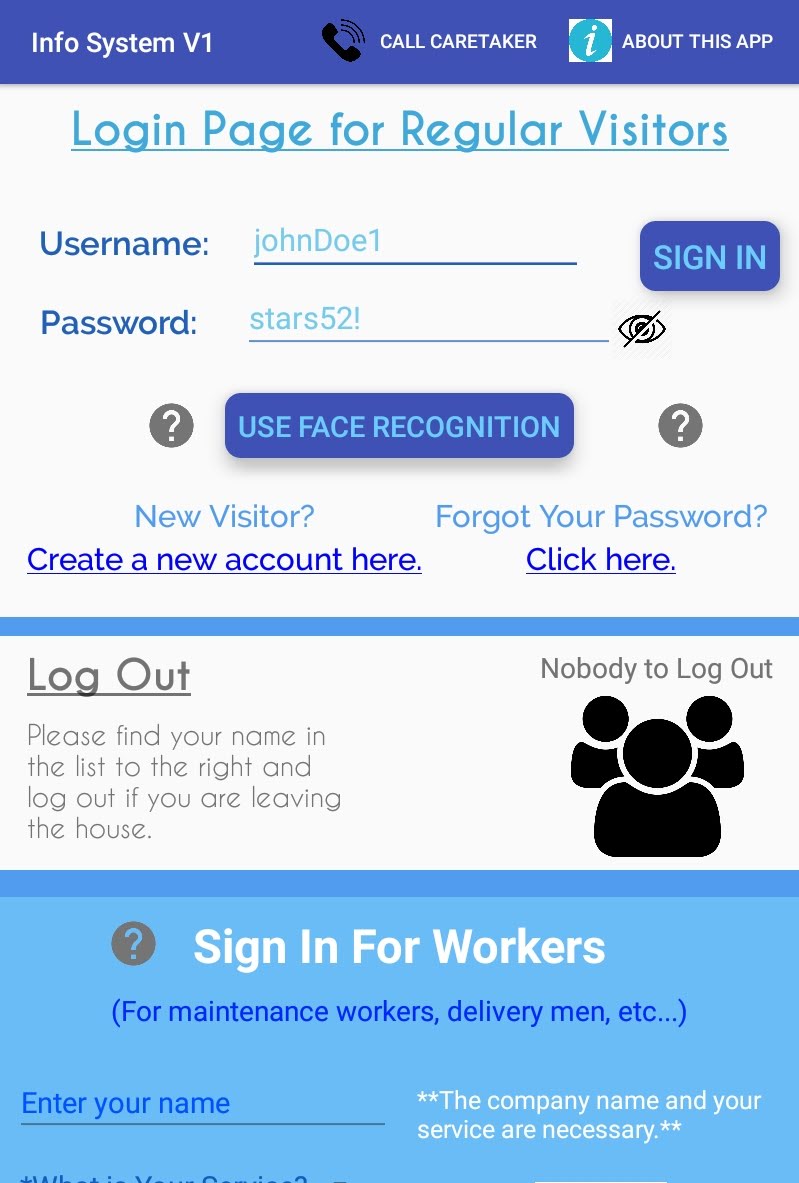 Info System V1 CALL CARETAKER ABOUT THIS APP
Login Page for Regular Visitors
Username: johnDoe1 SIGN IN
Password: stars52!
? USE FACE RECOGNITION ?
New Visitor? Forgot Your Password?
Create a new account here. Click here.
Log Out Nobody to Log Out
Please find your name in
the list to the right and
log out if you are leaving
the house.
? Sign In For Workers
(For maintenance workers, delivery men, etc...)
Enter your name **The company name and your
service are necessary.**
*What is Your Service?